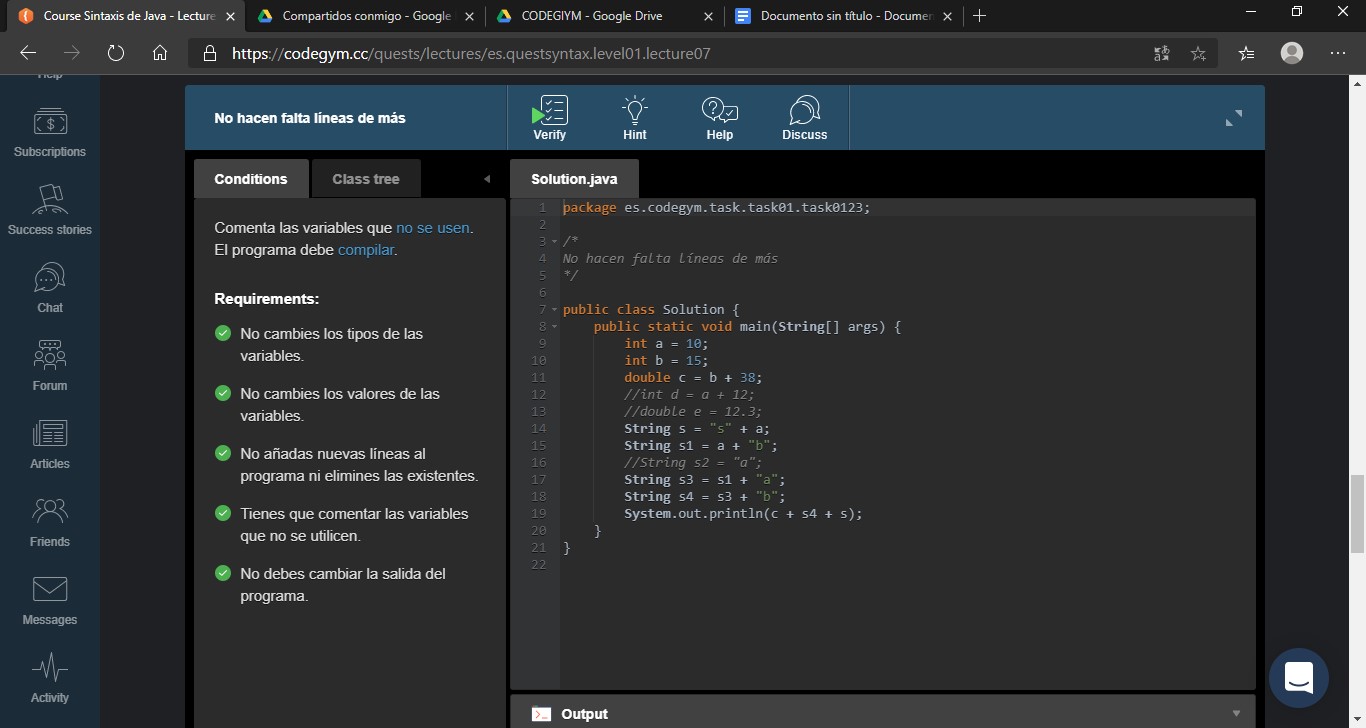 Course Sintaxis de Java - Lecture
Compartidos conmigo - Google
CODEGIYM - Google Drive
Documento sin título - Documen
https://codegym.cc/quests/lectures/es.questsyntax.level01.lecture07
Help
Subscriptions
Success stories
Chat
Forum
Articles
Friends
Messages
Activity
No hacen falta líneas de más
Verify
Hint
Help
Discuss
Conditions
Class tree
Comenta las variables que no se usen.
El programa debe compilar.
Requirements:
No cambies los tipos de las
variables.
No cambies los valores de las
variables.
No añadas nuevas líneas al
programa ni elimines las existentes.
Tienes que comentar las variables
que no se utilicen.
No debes cambiar la salida del
programa.
Solution.java
1 package es.codegym.task.task01.task0123;
2
3 /*
4 No hacen falta líneas de más
5 */
6
7 public class Solution {
8 public static void main(String[] args) {
9 int a = 10;
10 int b = 15;
11 double c = b + 38;
12 //int d = a + 12;
13 //double e = 12.3;
14 String s = "s" + a;
15 String s1 = a + "b";
16 //String s2 = "a";
17 String s3 = s1 + "a";
18 String s4 = s3 + "b";
19 System.out.println(c + s4 + s);
20 }
21 }
22
Output